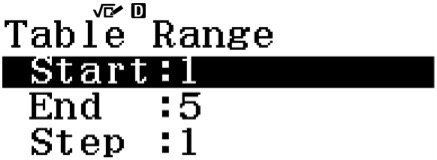 √▱/ D
Table Range
Start:1
End :5
Step :1